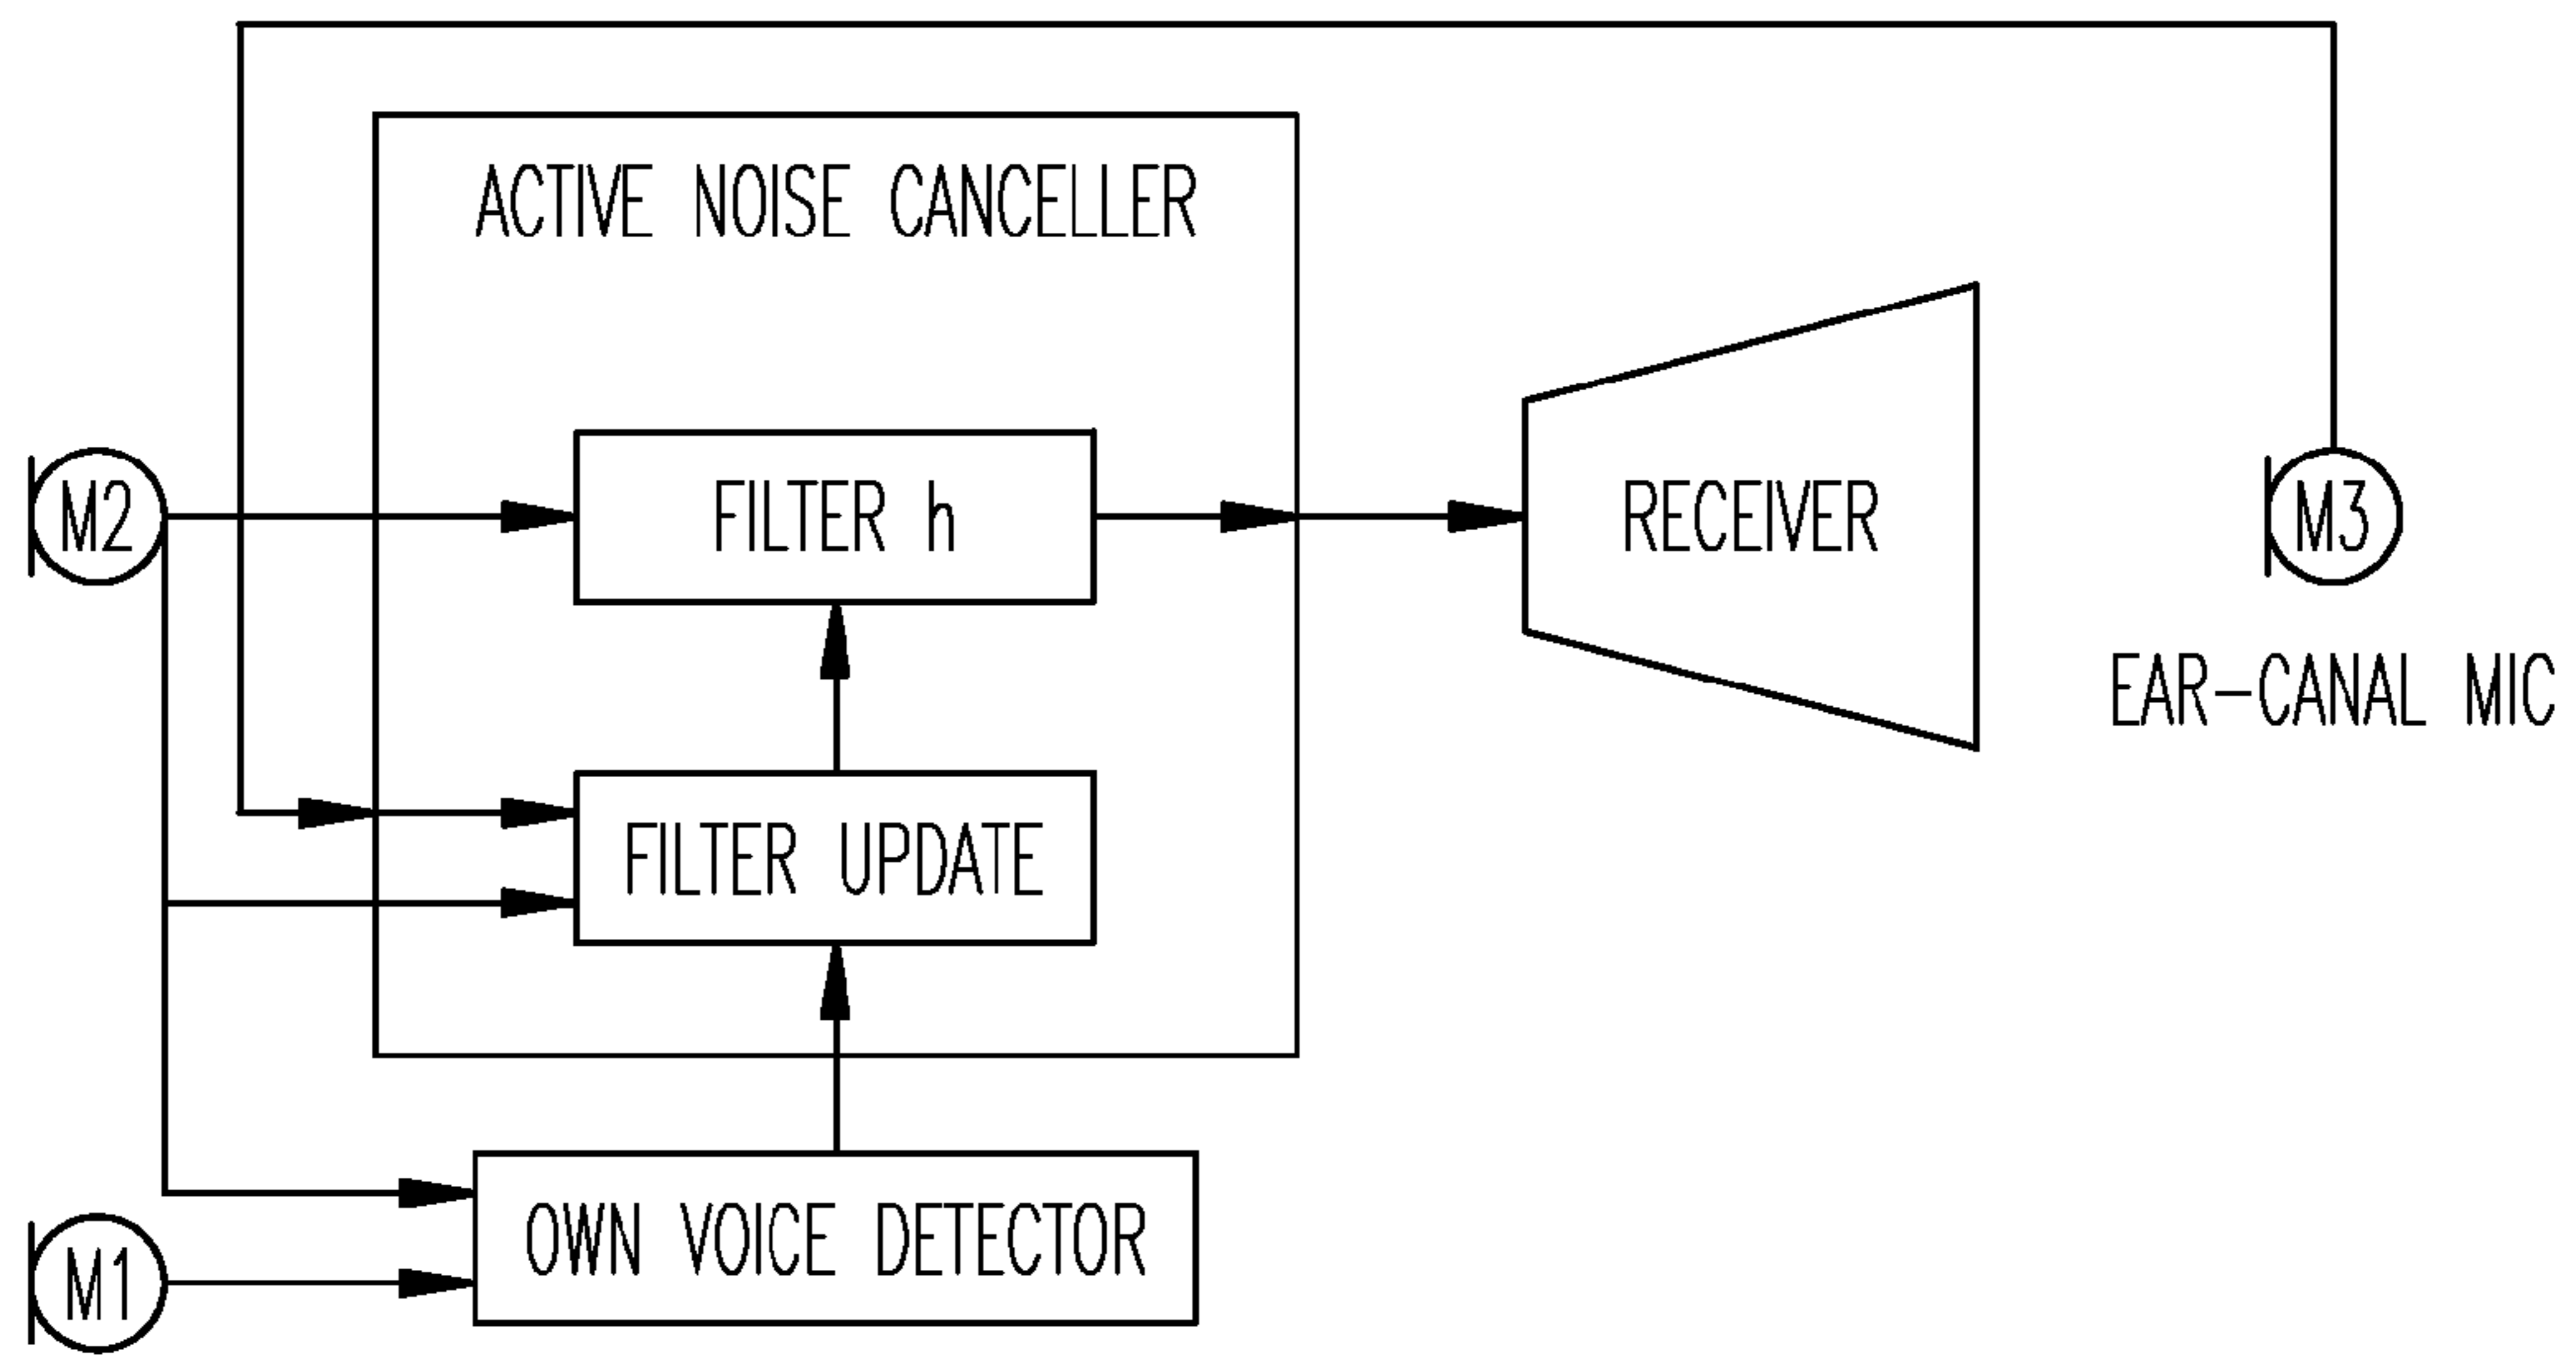 ACTIVE NOISE CANCELLER
M2
FILTER h
RECEIVER
M3
EAR-CANAL MIC
FILTER UPDATE
OWN VOICE DETECTOR
M1